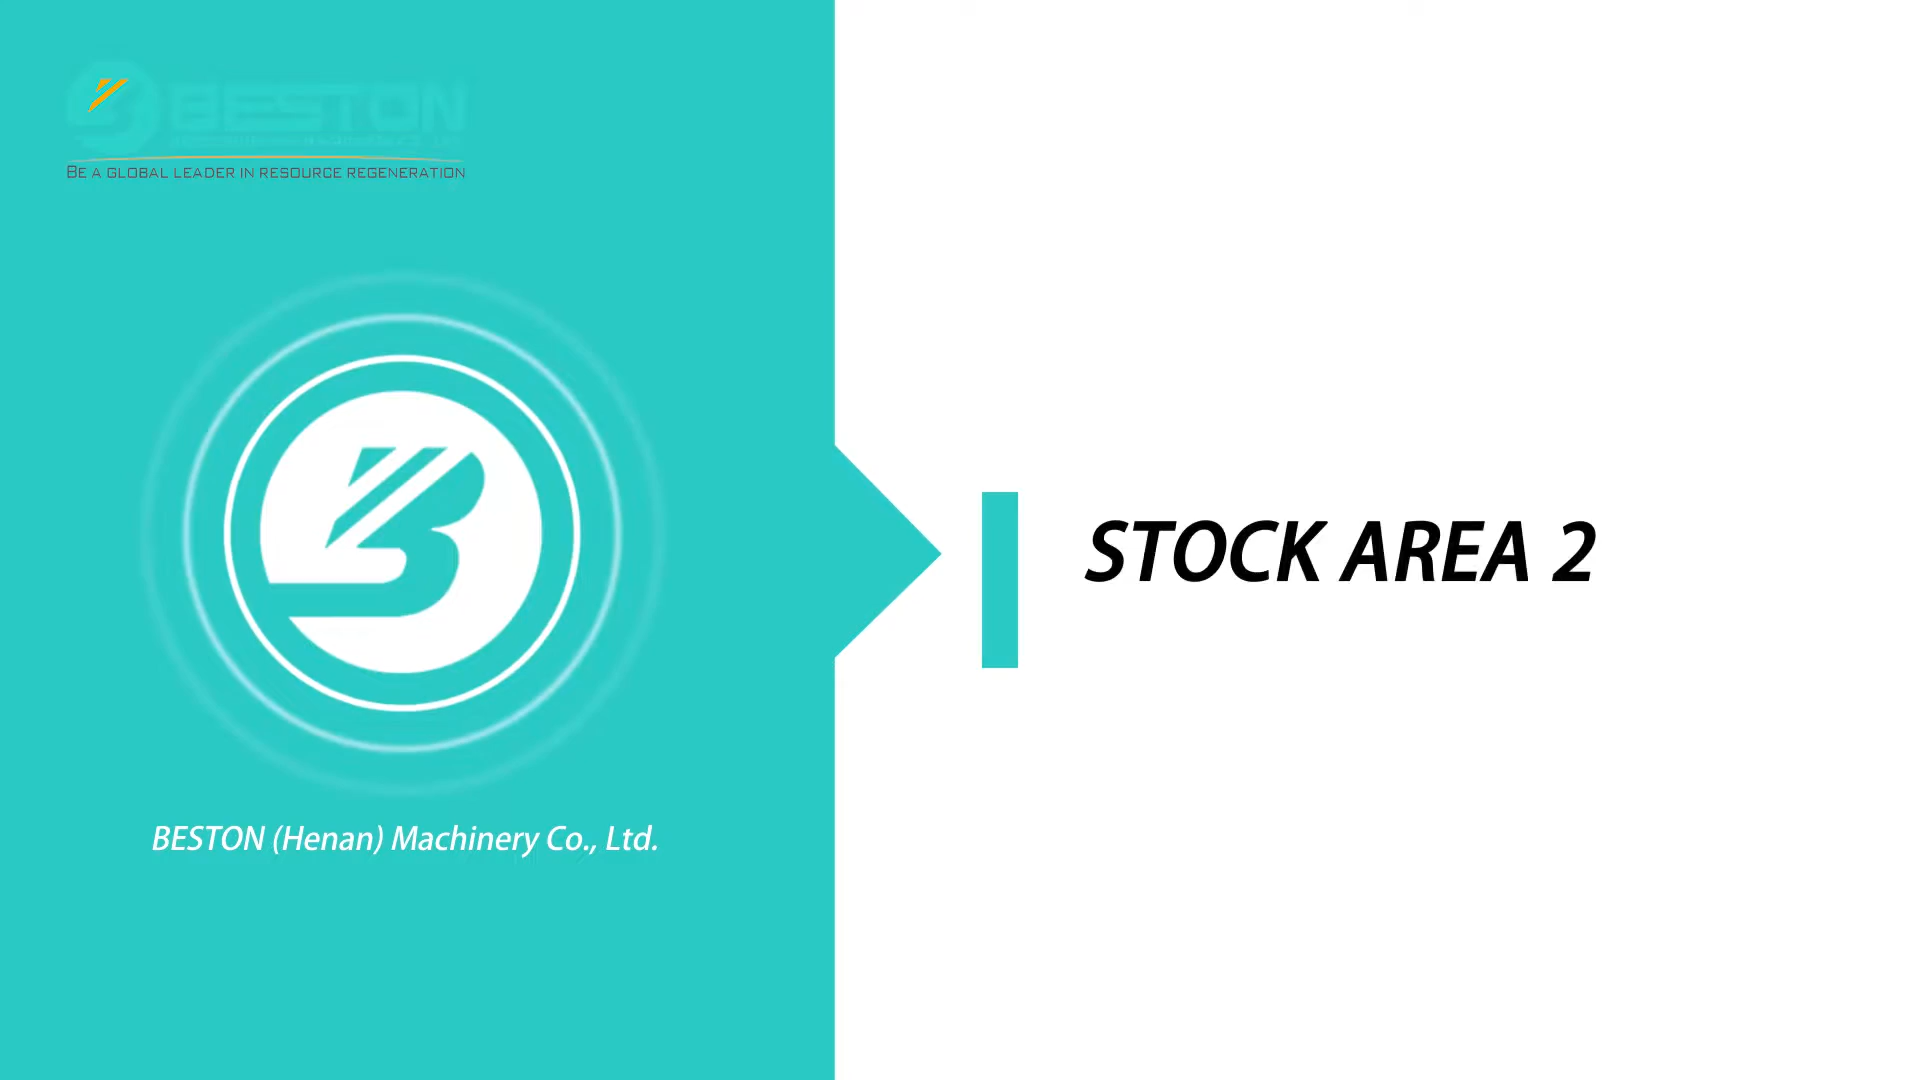 BESTON
BE A GLOBAL LEADER IN RESOURCE REGENERATION
BESTON (Henan) Machinery Co., Ltd.
STOCK AREA 2